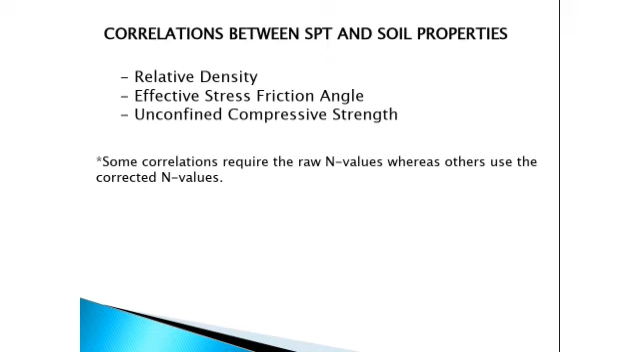 CORRELATIONS BETWEEN SPT AND SOIL PROPERTIES
- Relative Density
- Effective Stress Friction Angle
- Unconfined Compressive Strength
*Some correlations require the raw N-values whereas others use the
corrected N-values.